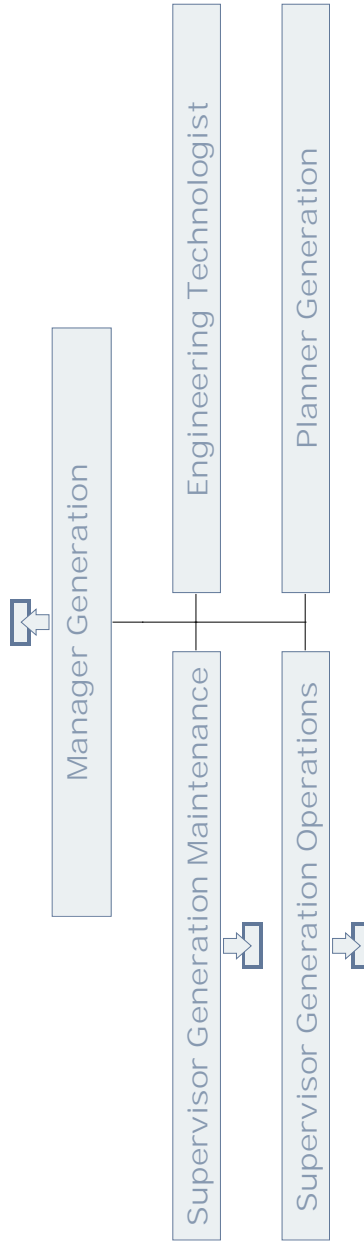 Manager Generation
Supervisor Generation Maintenance
Engineering Technologist
Supervisor Generation Operations
Planner Generation